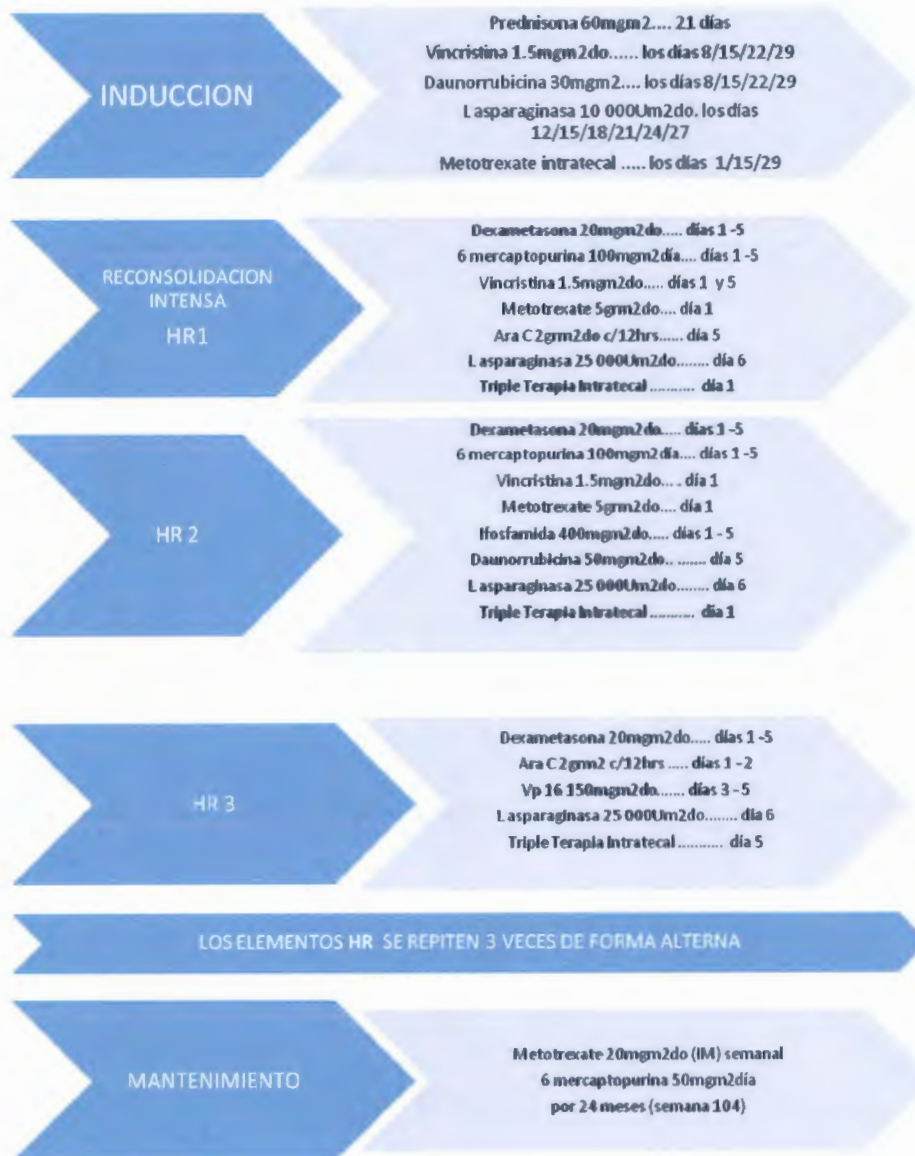 INDUCCION
Prednisona 60mgm2.... 21 días
Vincristina 1.5mgm2do...... los días 8/15/22/29
Daunorrubicina 30mgm2.... los días 8/15/22/29
L asparaginasa 10 000Um2do. los días
12/15/18/21/24/27
Metotrexate intratecal ..... los días 1/15/29
RECONSOLIDACION
INTENSA
HR1
Dexametasona 20mgm2do..... días 1 -5
6 mercaptopurina 100mgm2día.... días 1 -5
Vincristina 1.5mgm2do..... días 1 y 5
Metotrexate 5grm2do.... día 1
Ara C 2grm2do c/12hrs...... día 5
L asparaginasa 25 000Um2do........ día 6
Triple Terapia Intratecal ........... día 1
HR 2
Dexametasona 20mgm2do..... días 1 -5
6 mercaptopurina 100mgm2día.... días 1 -5
Vincristina 1.5mgm2do.... . día 1
Metotrexate 5grm2do.... día 1
Ifosfamida 400mgm2do..... días 1 - 5
Daunorrubicina 50mgm2do.. ........ día 5
L asparaginasa 25 000Um2do........ día 6
Triple Terapia Intratecal ........... día 1
HR 3
Dexametasona 20mgm2do..... días 1 -5
Ara C 2grm2 c/12hrs ..... días 1 -2
Vp 16 150mgm2do....... días 3 - 5
L asparaginasa 25 000Um2do........ día 6
Triple Terapia Intratecal ........... día 5
LOS ELEMENTOS HR SE REPITEN 3 VECES DE FORMA ALTERNA
MANTENIMIENTO
Metotrexate 20mgm2do (IM) semanal
6 mercaptopurina 50mgm2día
por 24 meses (semana 104)